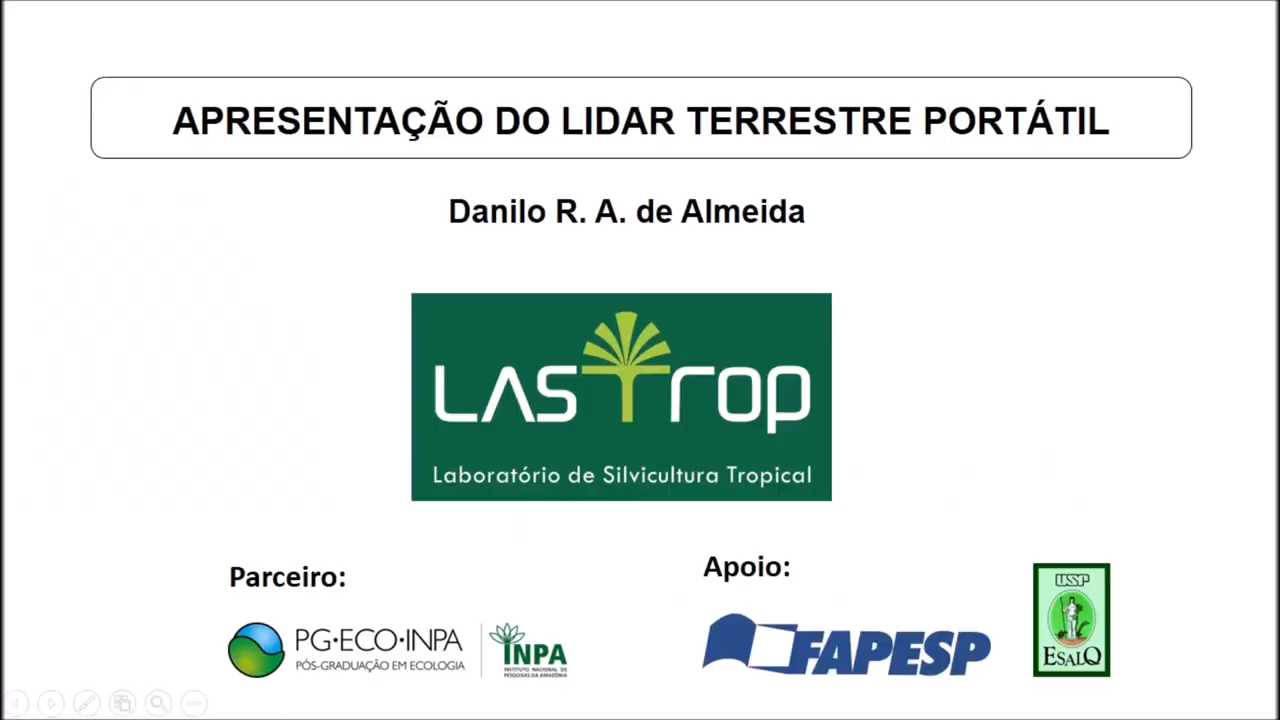 APRESENTAÇÃO DO LIDAR TERRESTRE PORTÁTIL
Danilo R. A. de Almeida
LASTROP
Laboratório de Silvicultura Tropical
Parceiro:
Apoio:
PG·ECO·INPA
PÓS-GRADUAÇÃO EM ECOLOGIA
INPA
INSTITUTO NACIONAL DE
PESQUISAS DA AMAZÔNIA
FAPESP
USP
ESALQ